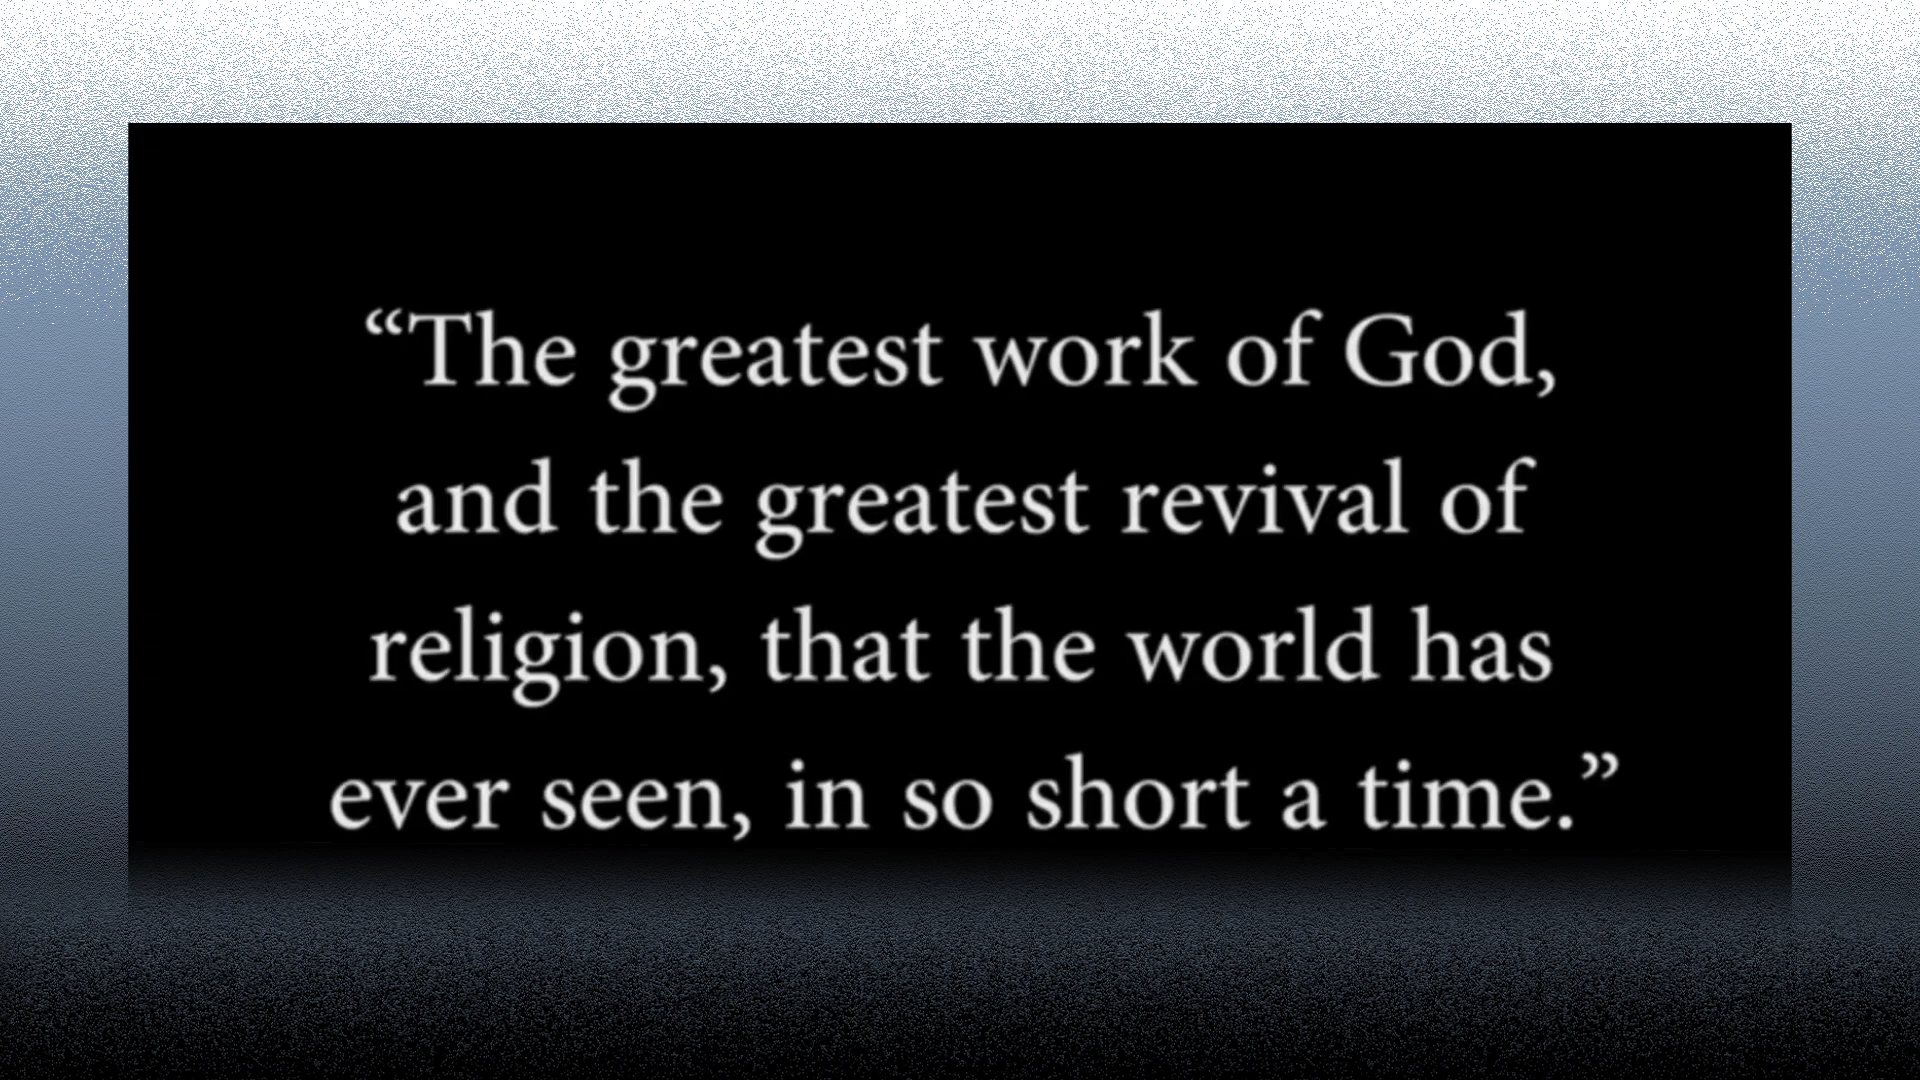 “The greatest work of God,
and the greatest revival of
religion, that the world has
ever seen, in so short a time.”